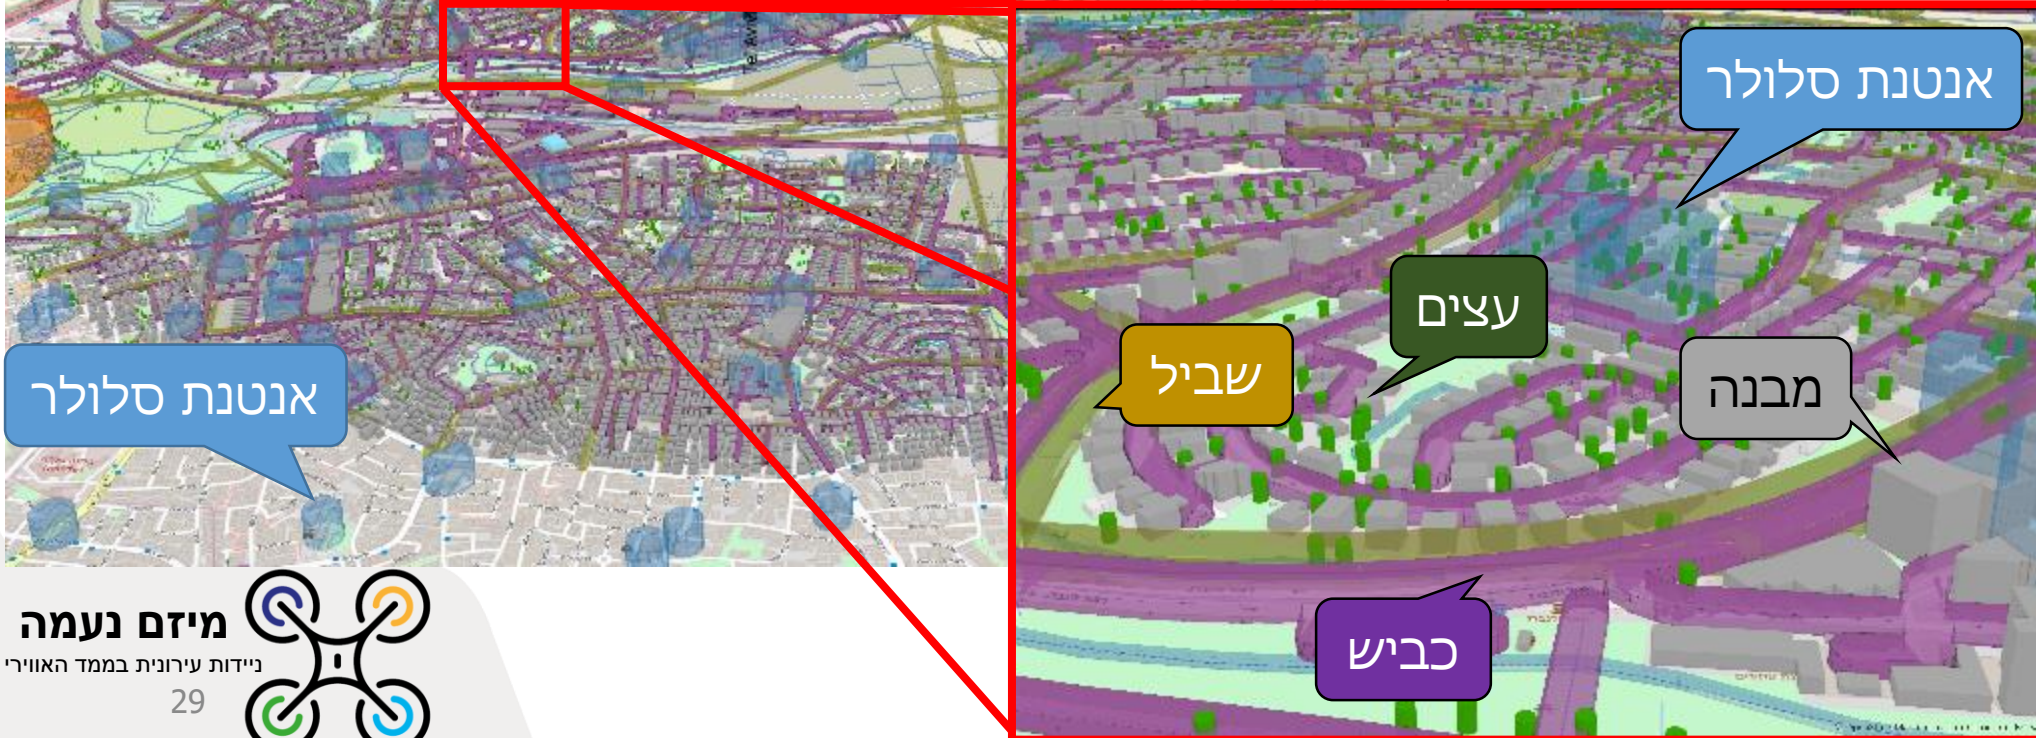 אנטנת סלולר
מיזם נעמה
ניידות עירונית בממד האווירי
29
אנטנת סלולר
עצים
שביל
מבנה
כביש